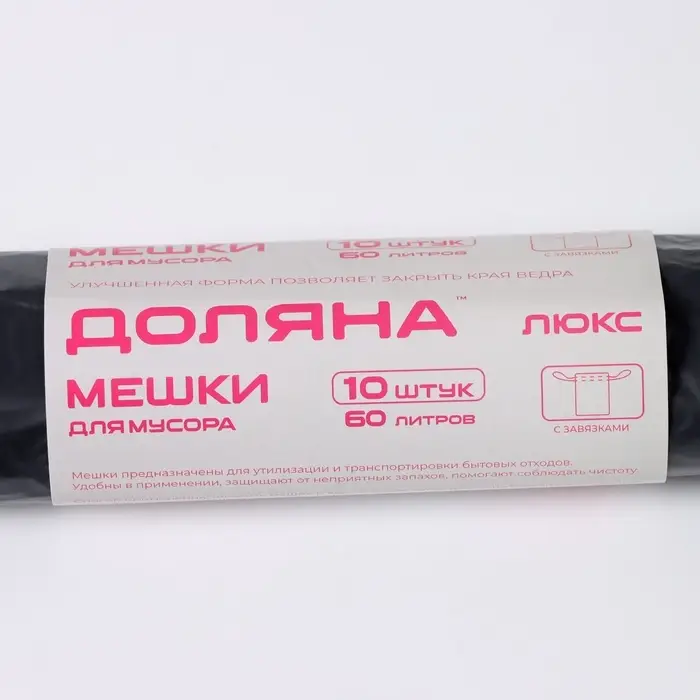 МЕШКИ 10 ШТУК
ДЛЯ МУСОРА 60 ЛИТРОВ С ЗАВЯЗКАМИ
УЛУЧШЕННАЯ ФОРМА ПОЗВОЛЯЕТ ЗАКРЫТЬ КРАЯ ВЕДРА
ДОЛЯНА™ ЛЮКС
МЕШКИ 10 ШТУК
ДЛЯ МУСОРА 60 ЛИТРОВ С ЗАВЯЗКАМИ
Мешки предназначены для утилизации и транспортировки бытовых отходов.
Удобны в применении, защищают от неприятных запахов, помогают соблюдать чистоту